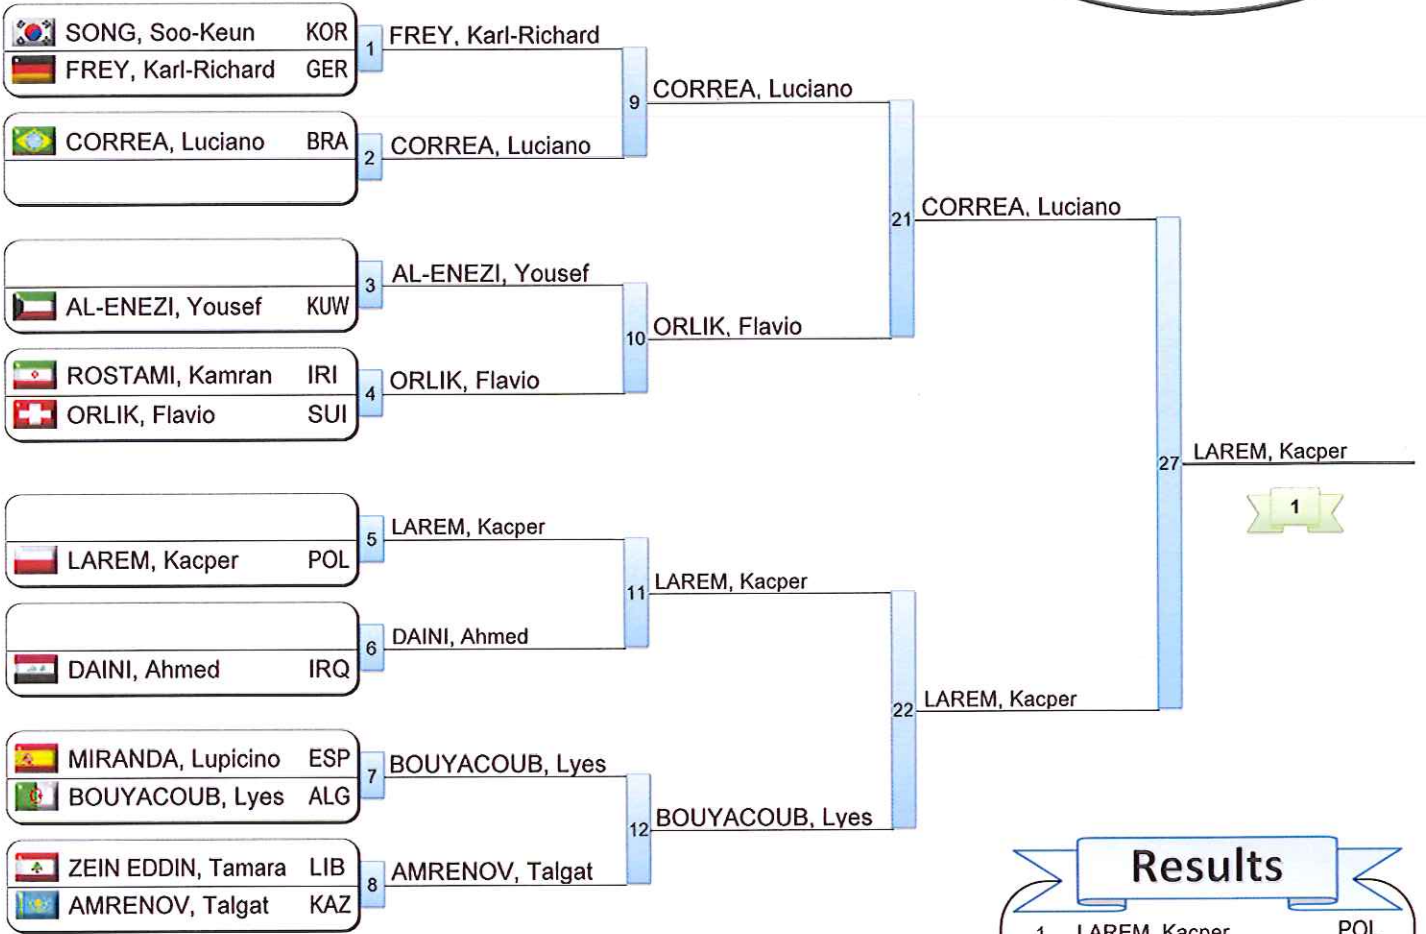 SONG, Soo-Keun KOR
FREY, Karl-Richard GER
1 FREY, Karl-Richard
CORREA, Luciano BRA
2 CORREA, Luciano
9 CORREA, Luciano
AL-ENEZI, Yousef KUW
3 AL-ENEZI, Yousef
ROSTAMI, Kamran IRI
ORLIK, Flavio SUI
4 ORLIK, Flavio
10 ORLIK, Flavio
21 CORREA, Luciano
LAREM, Kacper POL
5 LAREM, Kacper
DAINI, Ahmed IRQ
6 DAINI, Ahmed
11 LAREM, Kacper
MIRANDA, Lupicino ESP
BOUYACOUB, Lyes ALG
7 BOUYACOUB, Lyes
ZEIN EDDIN, Tamara LIB
AMRENOV, Talgat KAZ
8 AMRENOV, Talgat
12 BOUYACOUB, Lyes
22 LAREM, Kacper
27 LAREM, Kacper
1
Results
1 LAREM, Kacper POL